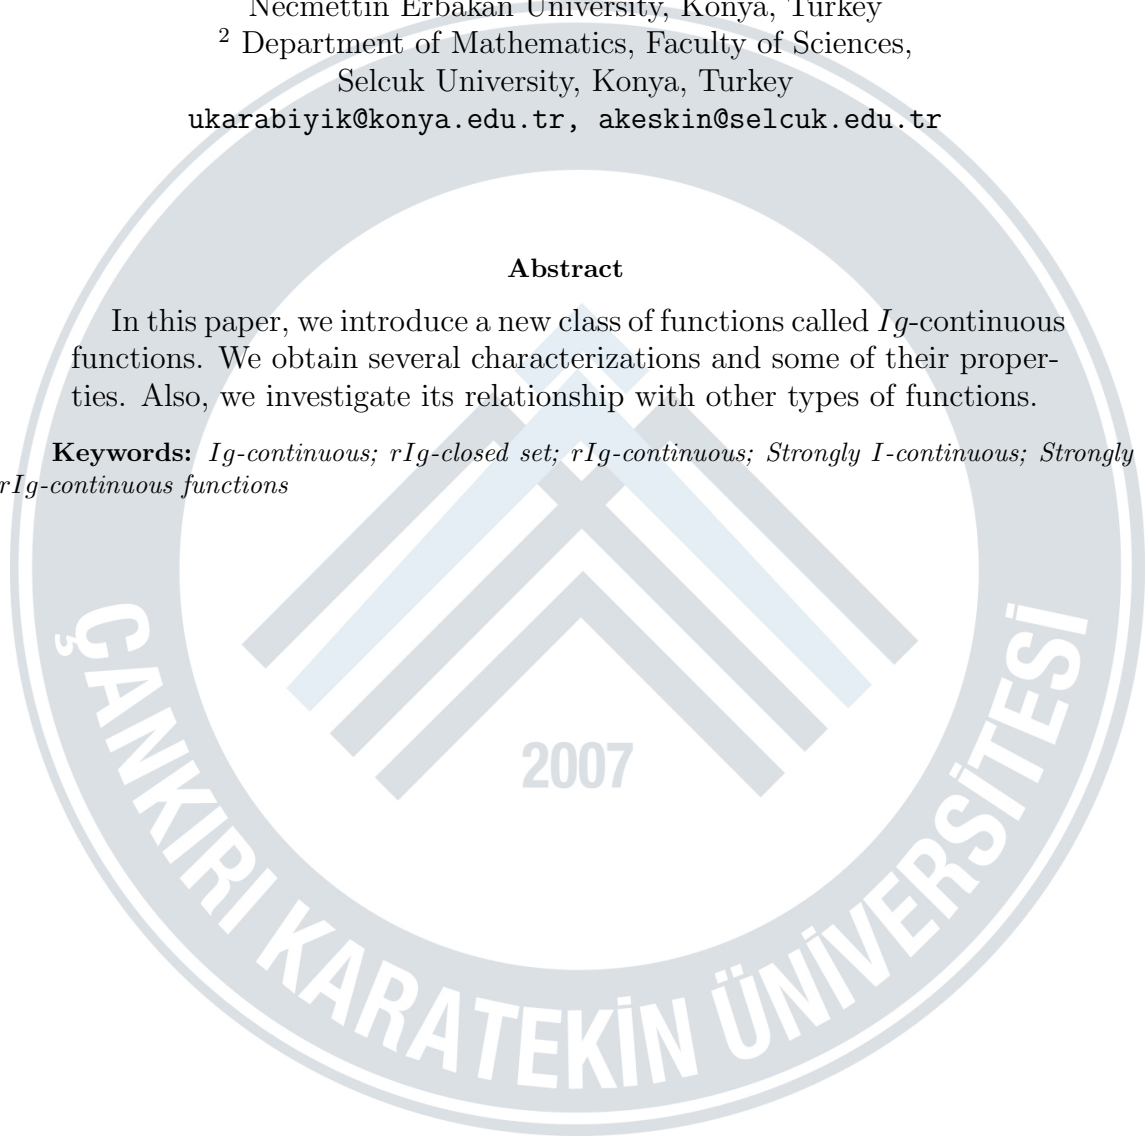 Necmettin Erbakan University, Konya, Turkey
² Department of Mathematics, Faculty of Sciences,
Selcuk University, Konya, Turkey
ukarabiyik@konya.edu.tr, akeskin@selcuk.edu.tr
Abstract
In this paper, we introduce a new class of functions called Ig-continuous
functions. We obtain several characterizations and some of their proper-
ties. Also, we investigate its relationship with other types of functions.
Keywords: Ig-continuous; rIg-closed set; rIg-continuous; Strongly I-continuous; Strongly
rIg-continuous functions
2007
ÇANKIRI KARATEKİN ÜNİVERSİTESİ